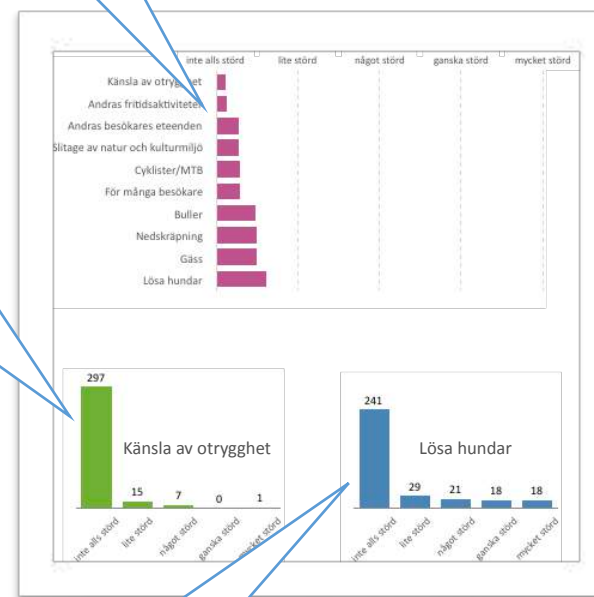 inte alls störd lite störd något störd ganska störd mycket störd
Känsla av otrygghet
Andras fritidsaktiviteter
Andras besökares eteenden
Slitage av natur och kulturmiljö
Cyklister/MTB
För många besökare
Buller
Nedskräpning
Gäss
Lösa hundar
297
Känsla av otrygghet
15 7 0 1
inte alls störd lite störd något störd ganska störd mycket störd
241
Lösa hundar
29 21 18 18
inte alls störd lite störd något störd ganska störd mycket störd